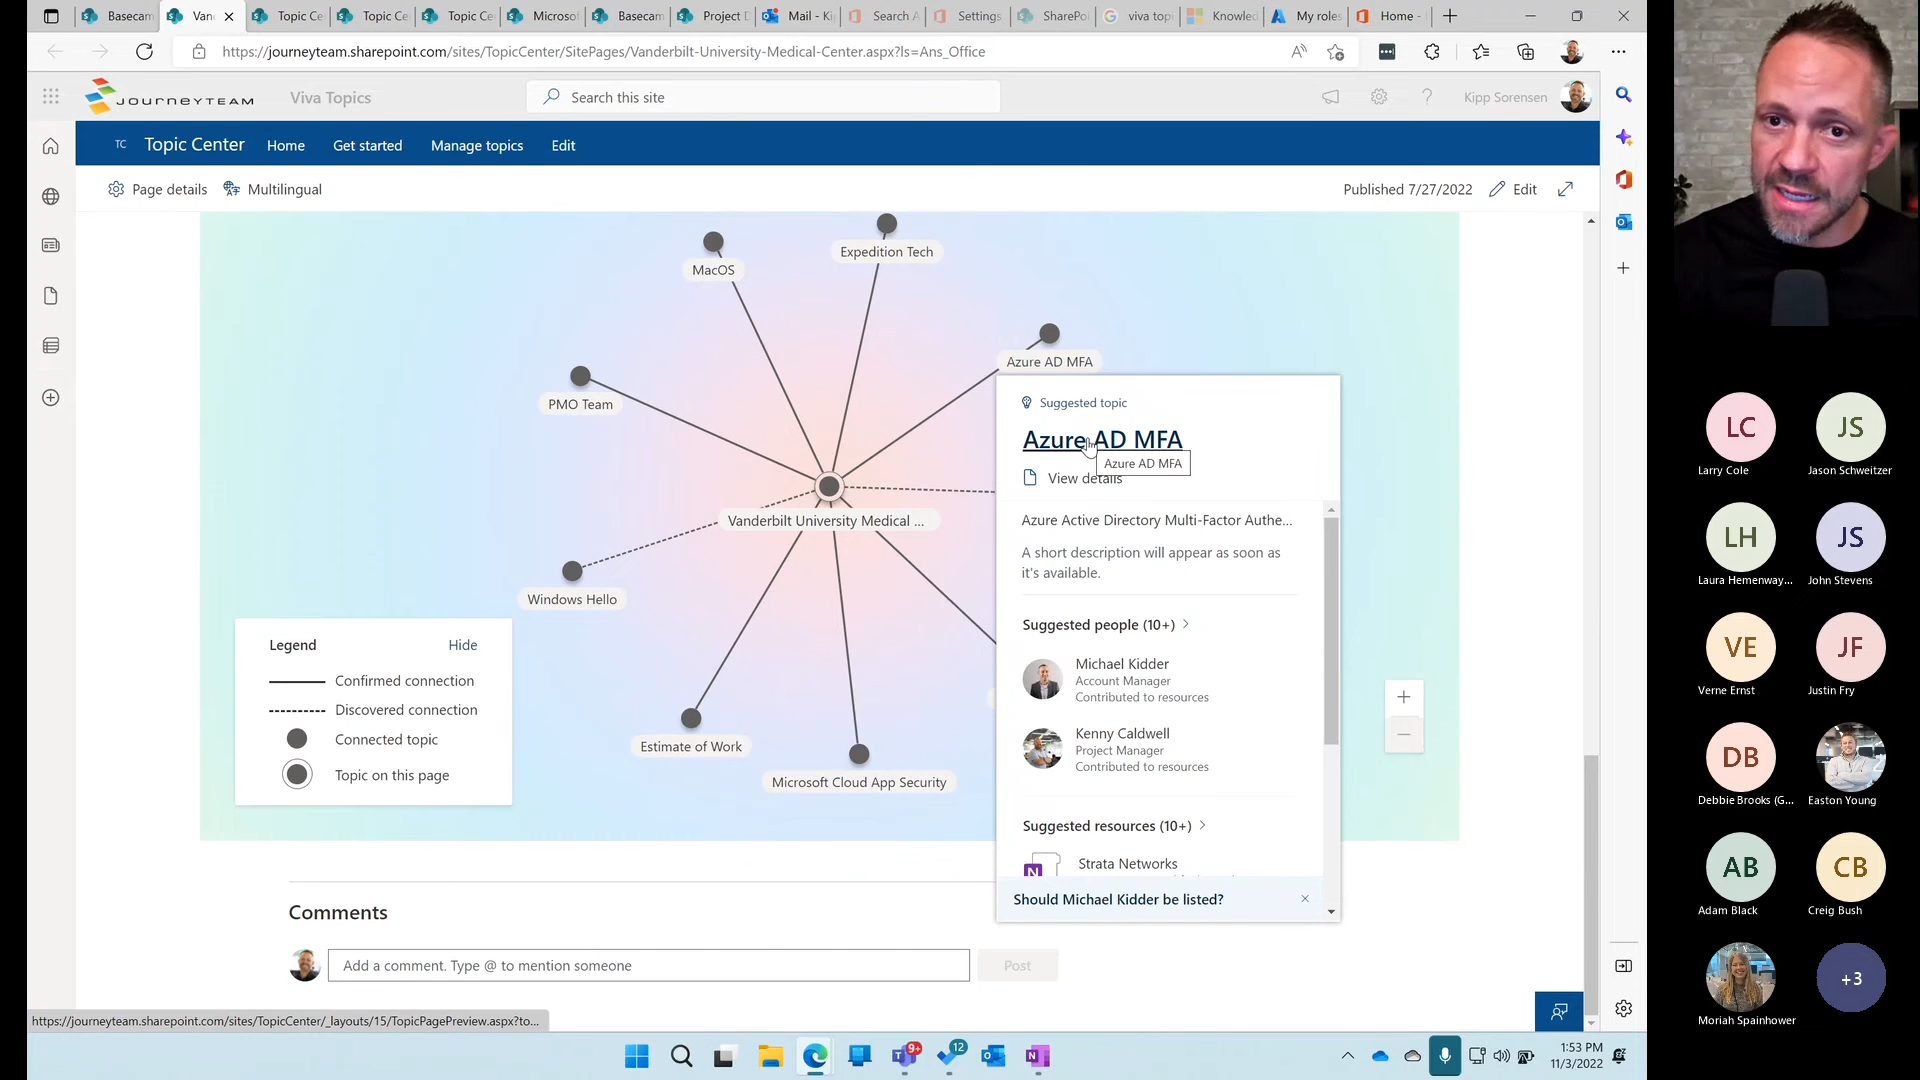 Basecam
Van
Topic Ce
Topic Ce
Topic Ce
Microsof
Basecam
Project D
Mail - Ki
Search A
Settings
SharePoi
viva topi
Knowled
My roles
Home -
https://journeyteam.sharepoint.com/sites/TopicCenter/SitePages/Vanderbilt-University-Medical-Center.aspx?ls=Ans_Office
JOURNEYTEAM
Viva Topics
Search this site
Kipp Sorensen
TC
Topic Center
Home
Get started
Manage topics
Edit
Page details
Multilingual
Published 7/27/2022
Edit
MacOS
Expedition Tech
Azure AD MFA
PMO Team
Vanderbilt University Medical ...
Windows Hello
Estimate of Work
Microsoft Cloud App Security
Legend
Hide
Confirmed connection
Discovered connection
Connected topic
Topic on this page
Suggested topic
Azure AD MFA
Azure AD MFA
View details
Azure Active Directory Multi-Factor Authe...
A short description will appear as soon as
it's available.
Suggested people (10+)
Michael Kidder
Account Manager
Contributed to resources
Kenny Caldwell
Project Manager
Contributed to resources
Suggested resources (10+)
Strata Networks
Should Michael Kidder be listed?
Comments
Add a comment. Type @ to mention someone
Post
https://journeyteam.sharepoint.com/sites/TopicCenter/_layouts/15/TopicPagePreview.aspx?to...
9+
12
1:53 PM
11/3/2022
LC
Larry Cole
JS
Jason Schweitzer
LH
Laura Hemenway...
JS
John Stevens
VE
Verne Ernst
JF
Justin Fry
DB
Debbie Brooks (G...
Easton Young
AB
Adam Black
CB
Creig Bush
Moriah Spainhower
+3